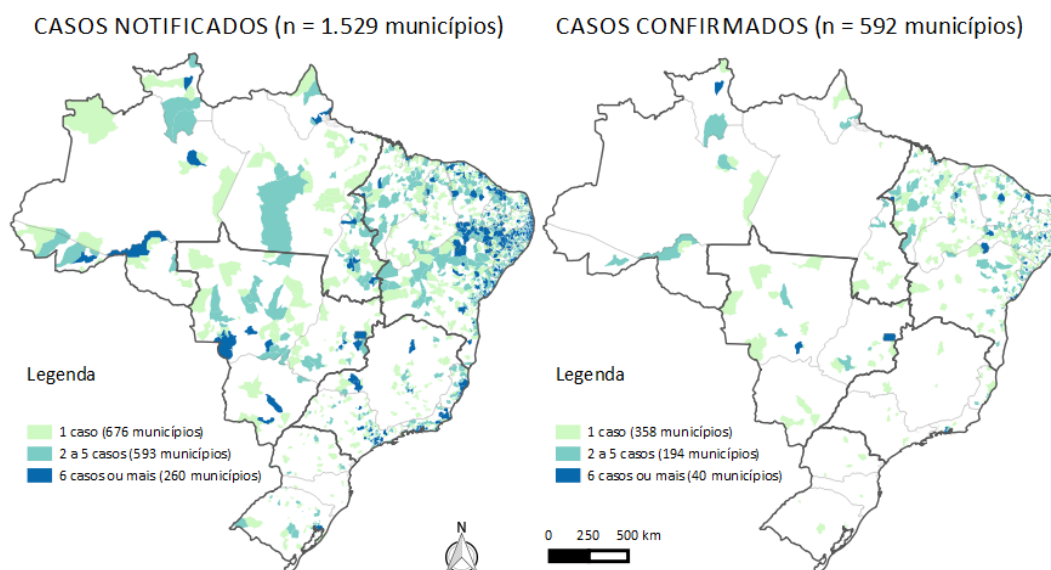 CASOS NOTIFICADOS (n = 1.529 municípios)
CASOS CONFIRMADOS (n = 592 municípios)
Legenda
1 caso (676 municípios)
2 a 5 casos (593 municípios)
6 casos ou mais (260 municípios)
Legenda
1 caso (358 municípios)
2 a 5 casos (194 municípios)
6 casos ou mais (40 municípios)
N
0 250 500 km